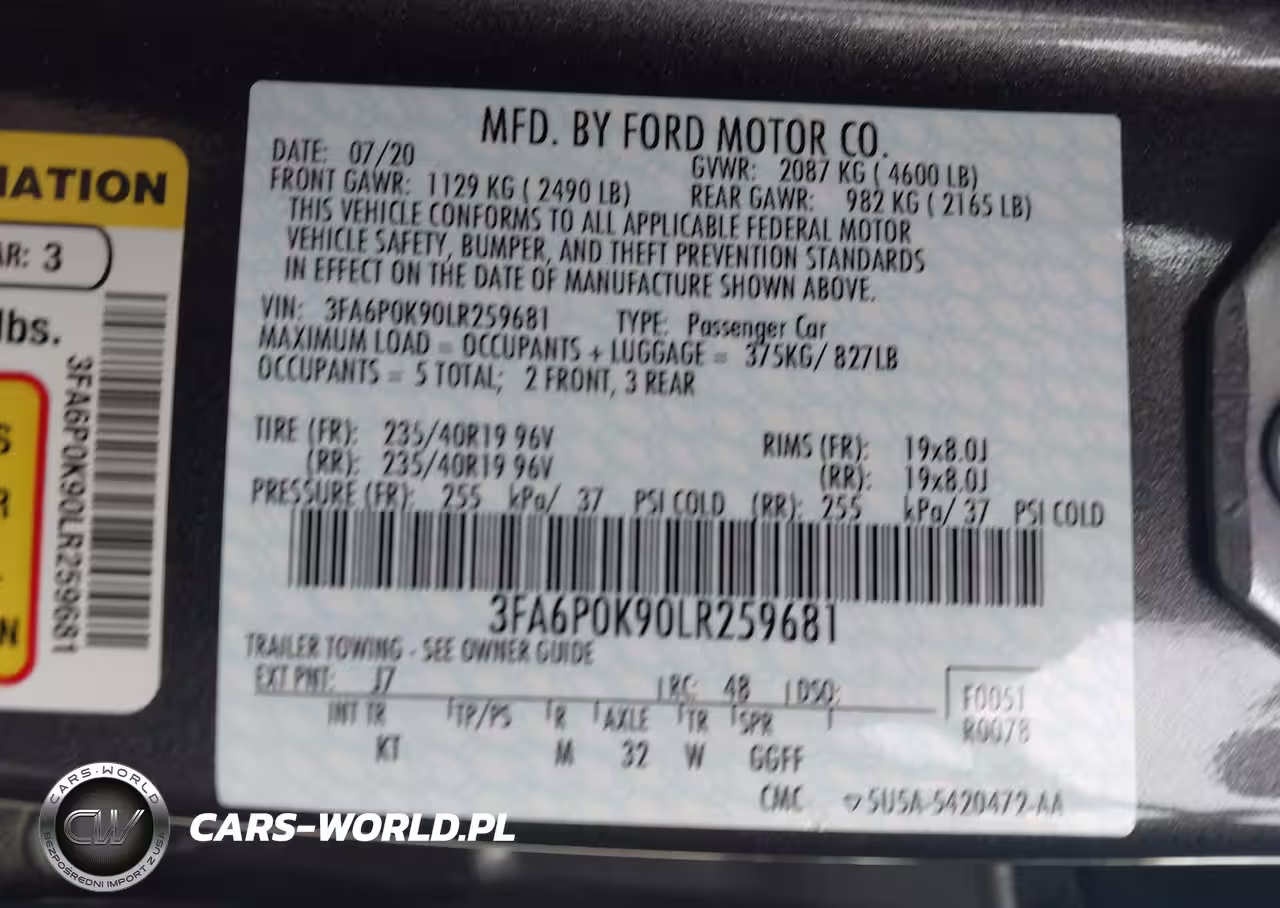 MATION
AR: 3
lbs.
3FA6P0K90LR259681
S
R
N
MFD. BY FORD MOTOR CO.
DATE: 07/20 GVWR: 2087 KG ( 4600 LB)
FRONT GAWR: 1129 KG ( 2490 LB) REAR GAWR: 982 KG ( 2165 LB)
THIS VEHICLE CONFORMS TO ALL APPLICABLE FEDERAL MOTOR
VEHICLE SAFETY, BUMPER, AND THEFT PREVENTION STANDARDS
IN EFFECT ON THE DATE OF MANUFACTURE SHOWN ABOVE.
VIN: 3FA6P0K90LR259681 TYPE: Passenger Car
MAXIMUM LOAD = OCCUPANTS + LUGGAGE = 375KG/ 827LB
OCCUPANTS = 5 TOTAL; 2 FRONT, 3 REAR
TIRE (FR): 235/40R19 96V RIMS (FR): 19x8.0J
(RR): 235/40R19 96V (RR): 19x8.0J
PRESSURE (FR): 255 kPa/ 37 PSI COLD (RR): 255 kPa/ 37 PSI COLD
3FA6P0K90LR259681
TRAILER TOWING - SEE OWNER GUIDE
EXT PNT: J7 RC: 48 DSO: F0051
INT TR TP/PS R AXLE TR SPR R0078
KT M 32 W GGFF
CMC 5U5A-5420472-AA
CARS-WORLD
CW
BEZPOŚREDNI IMPORT Z USA
CARS-WORLD.PL